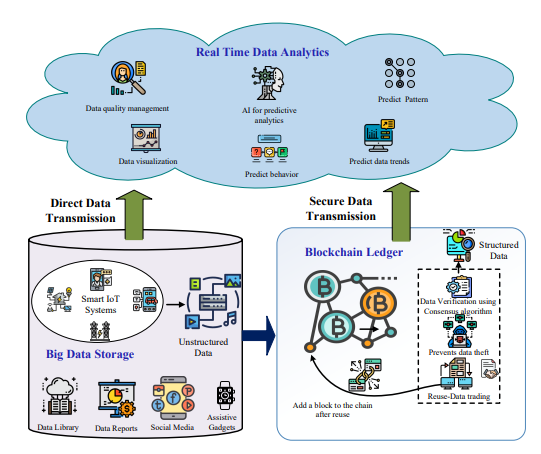 Real Time Data Analytics
Data quality management
AI for predictive
analytics
Predict Pattern
Data visualization
Predict behavior
Predict data trends
Direct Data
Transmission
Secure Data
Transmission
Smart IoT
Systems
Unstructured
Data
Big Data Storage
Data Library
Data Reports
Social Media
Assistive
Gadgets
Blockchain Ledger
Structured
Data
Data Verification using
Consensus algorithm
Prevents data theft
Reuse-Data trading
Add a block to the chain
after reuse